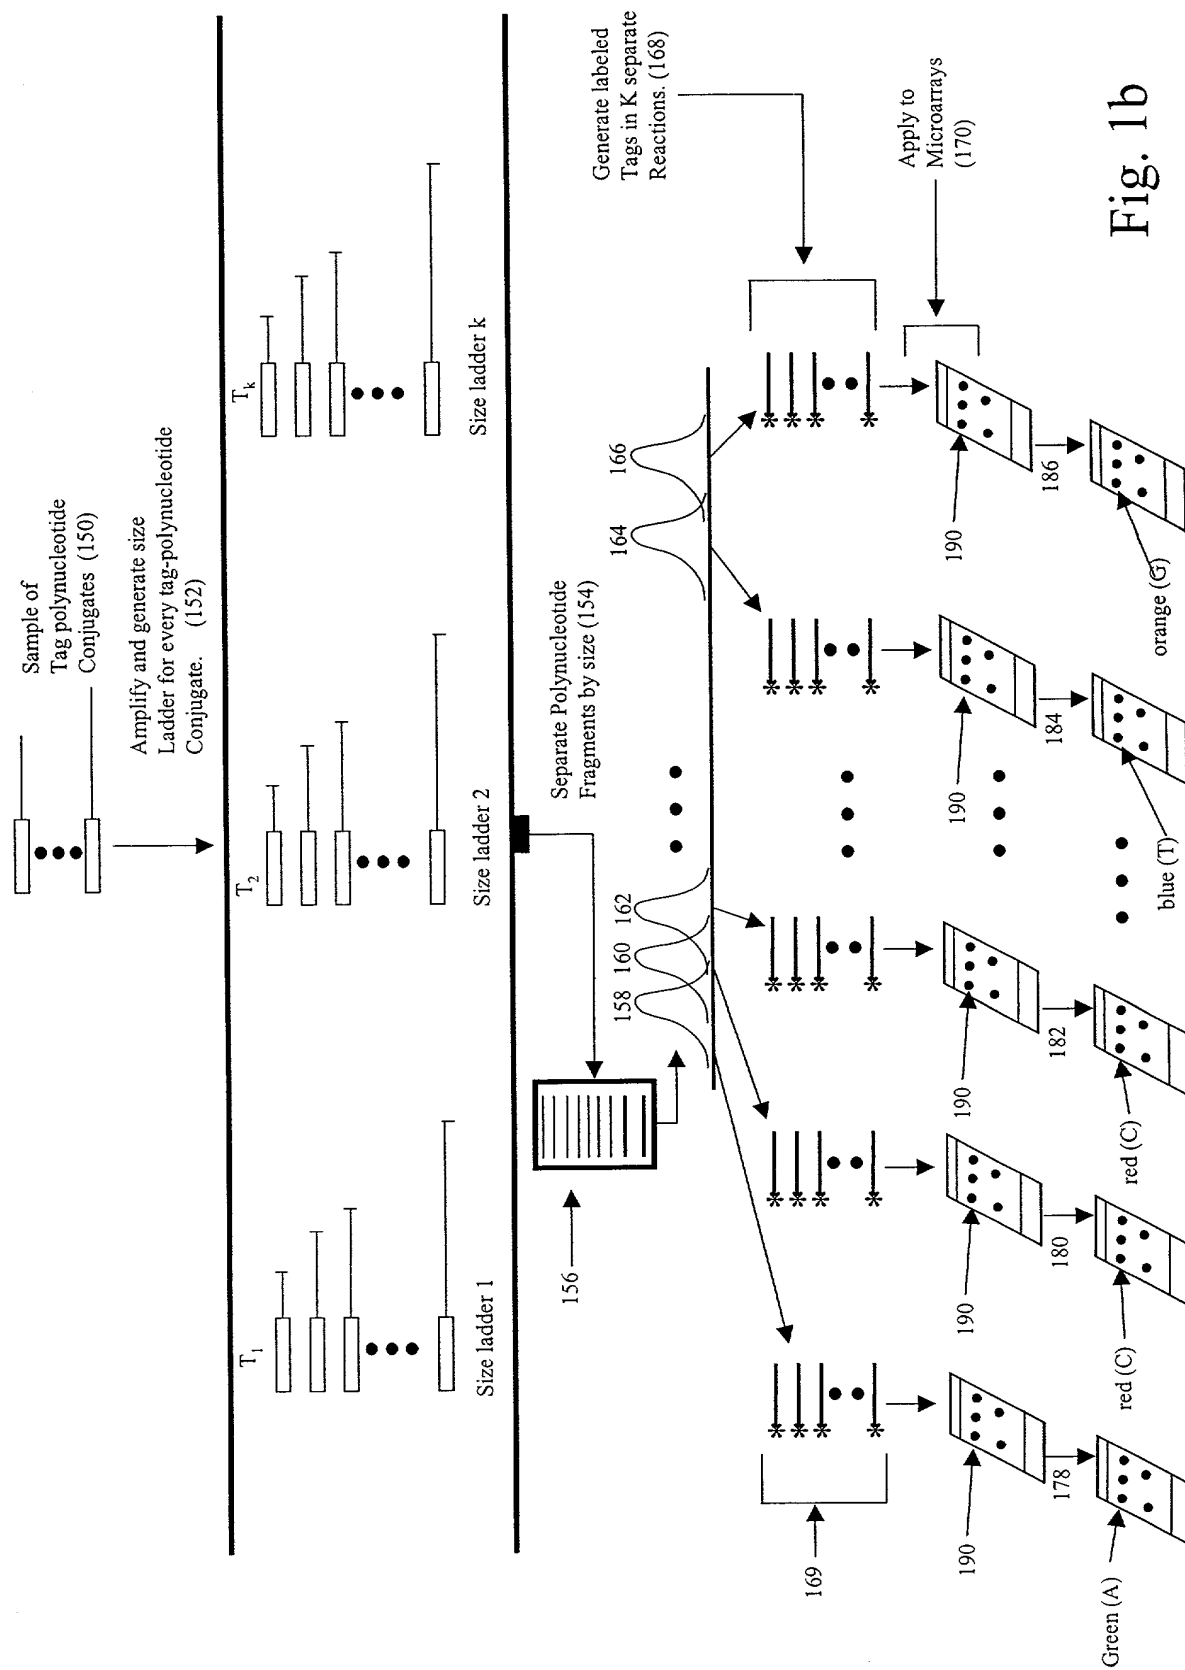 Sample of
Tag polynucleotide
Conjugates (150)
Amplify and generate size
Ladder for every tag-polynucleotide
Conjugate. (152)
T1
T2
Tk
Size ladder 1
Size ladder 2
Size ladder k
Separate Polynucleotide
Fragments by size (154)
156
158
160
162
164
166
Generate labeled
Tags in K separate
Reactions. (168)
169
Apply to
Microarrays
(170)
190
190
190
190
190
178
180
182
184
186
Green (A)
red (C)
red (C)
blue (T)
orange (G)
Fig. 1b